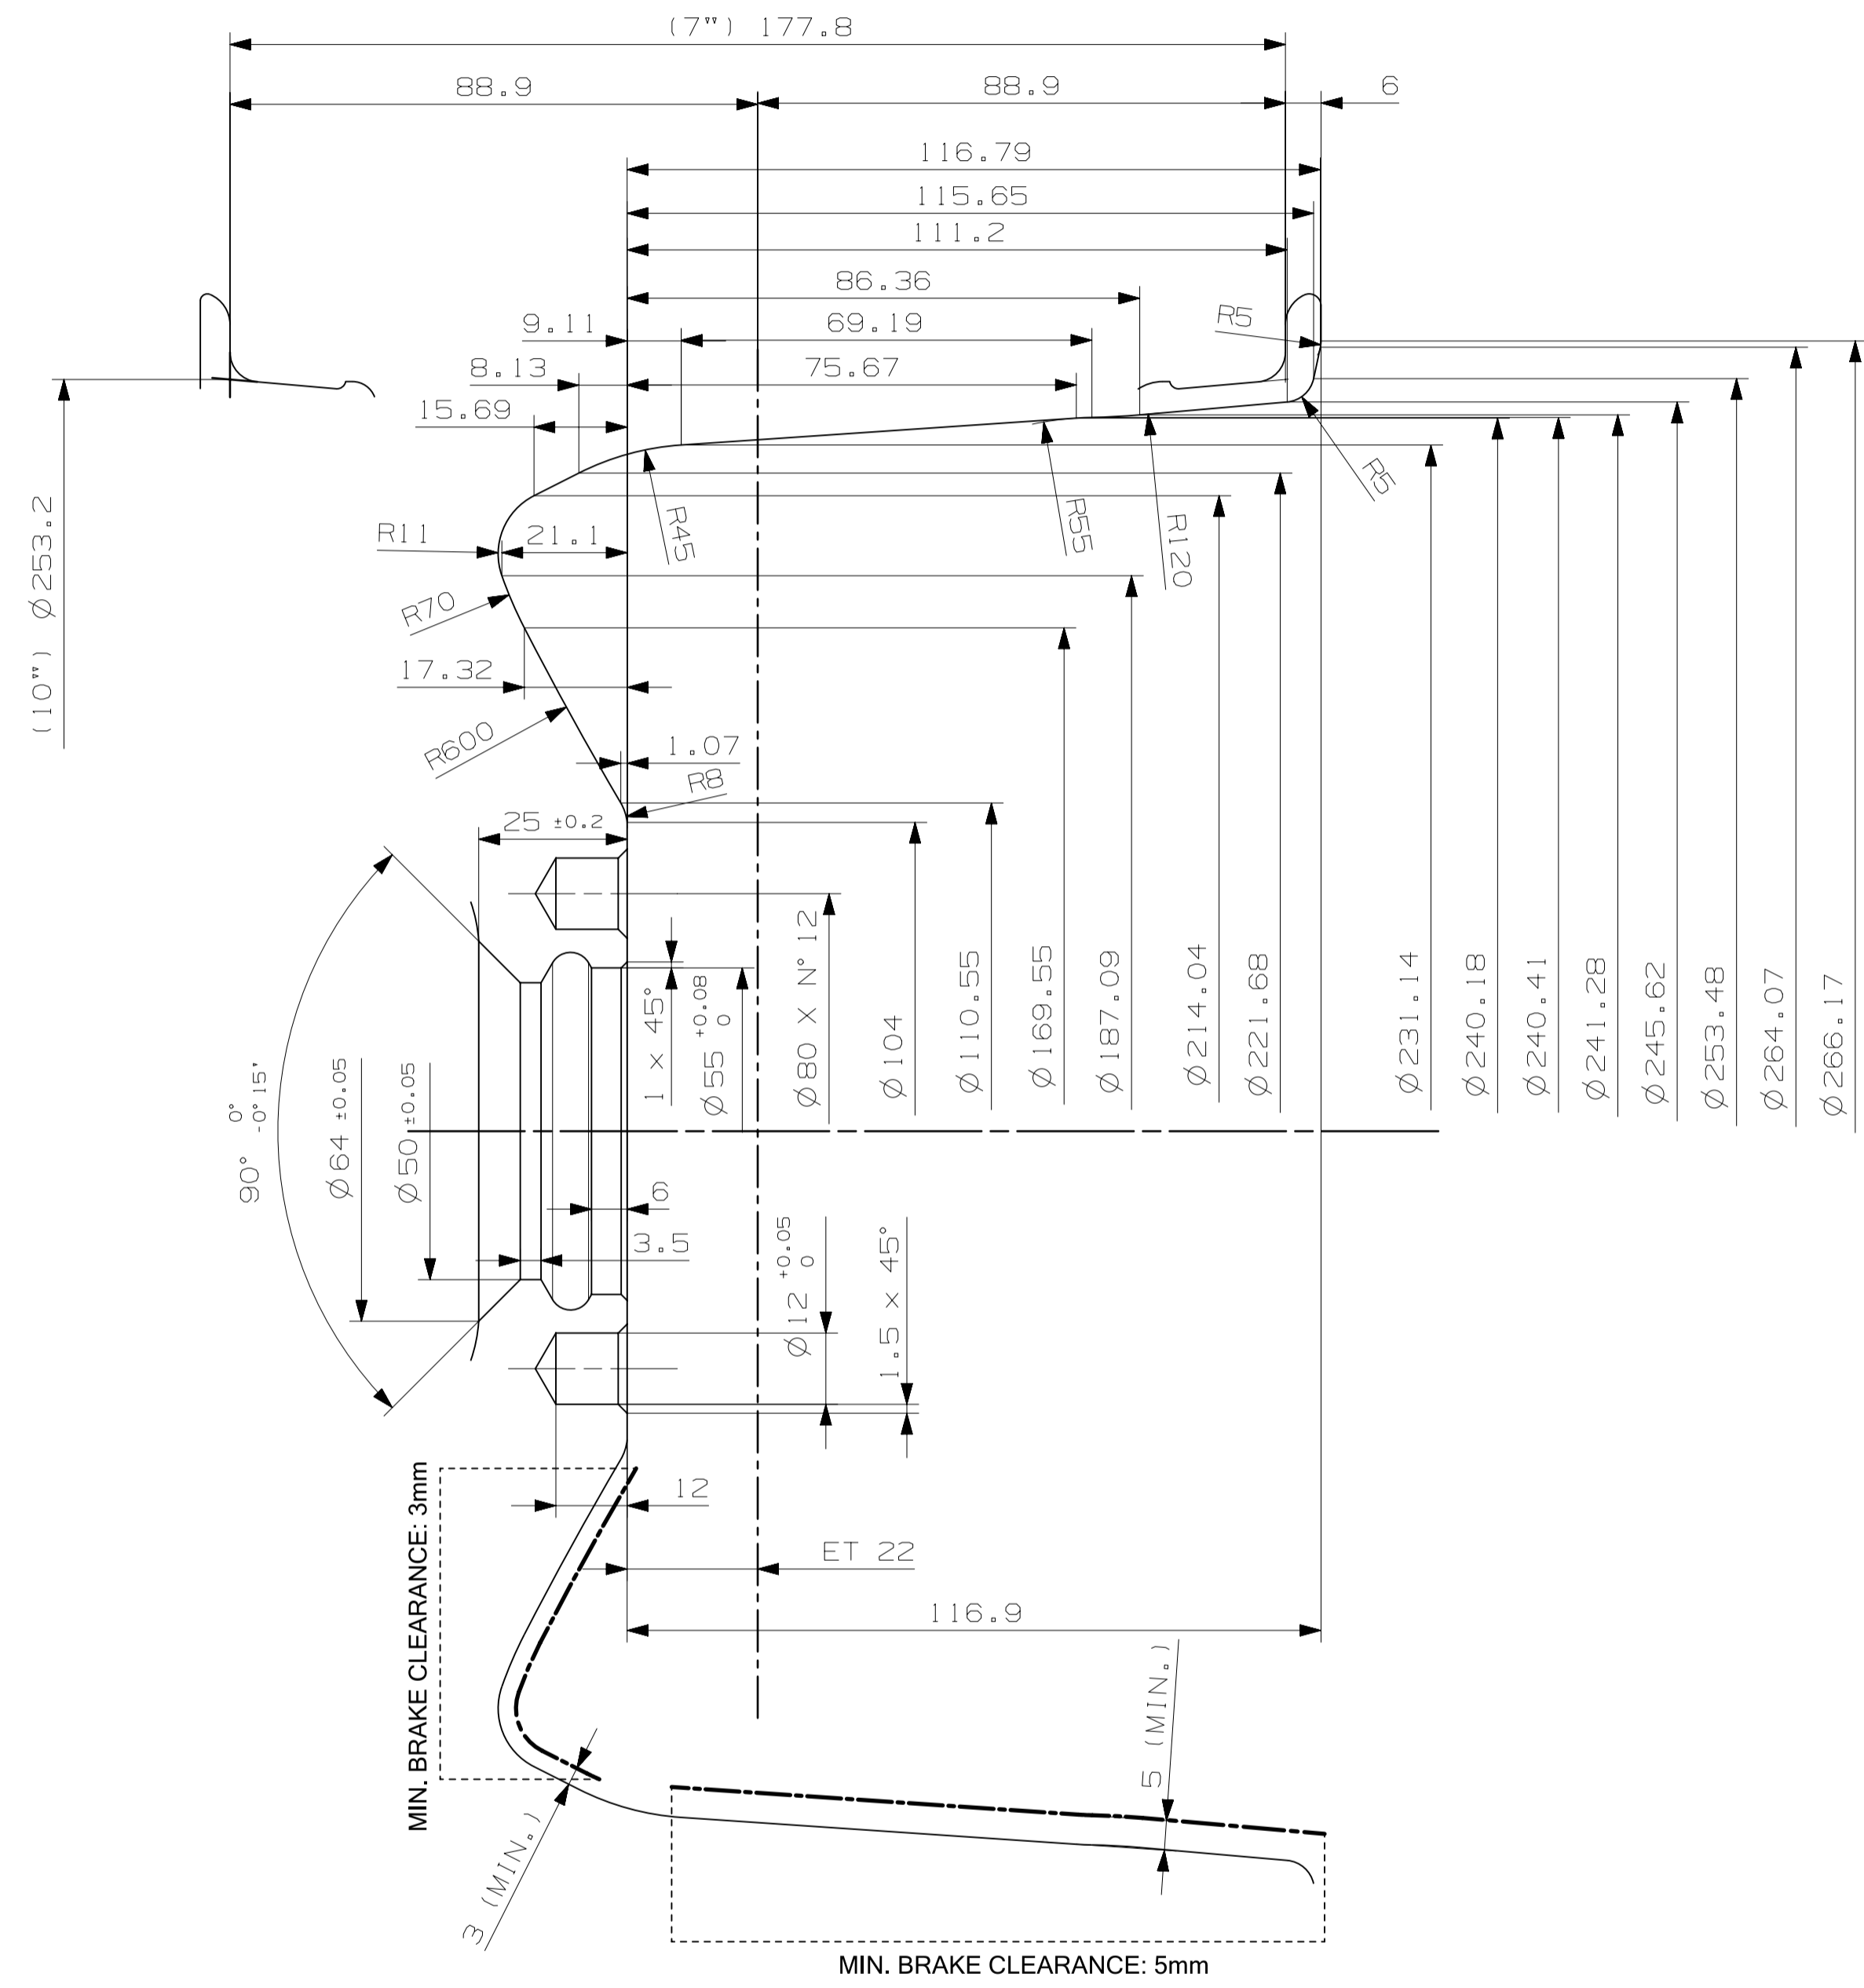 (7") 177.8
88.9
88.9
6
116.79
115.65
111.2
86.36
9.11
69.19
R5
8.13
75.67
15.69
(10") Ø253.2
R11
21.1
R45
R55
R120
R5
R70
17.32
R600
1.07
R8
25 ±0.2
1 x 45°
Ø55 +0.08 0
Ø80 X N° 12
Ø104
Ø110.55
Ø169.55
Ø187.09
Ø214.04
Ø221.68
Ø231.14
Ø240.18
Ø240.41
Ø241.28
Ø245.62
Ø253.48
Ø264.07
Ø266.17
90° 0° -0°15'
Ø64 ±0.05
Ø50 ±0.05
6
3.5
Ø12 +0.05 0
1.5 x 45°
12
ET 22
116.9
MIN. BRAKE CLEARANCE: 3mm
3 (MIN.)
5 (MIN.)
MIN. BRAKE CLEARANCE: 5mm